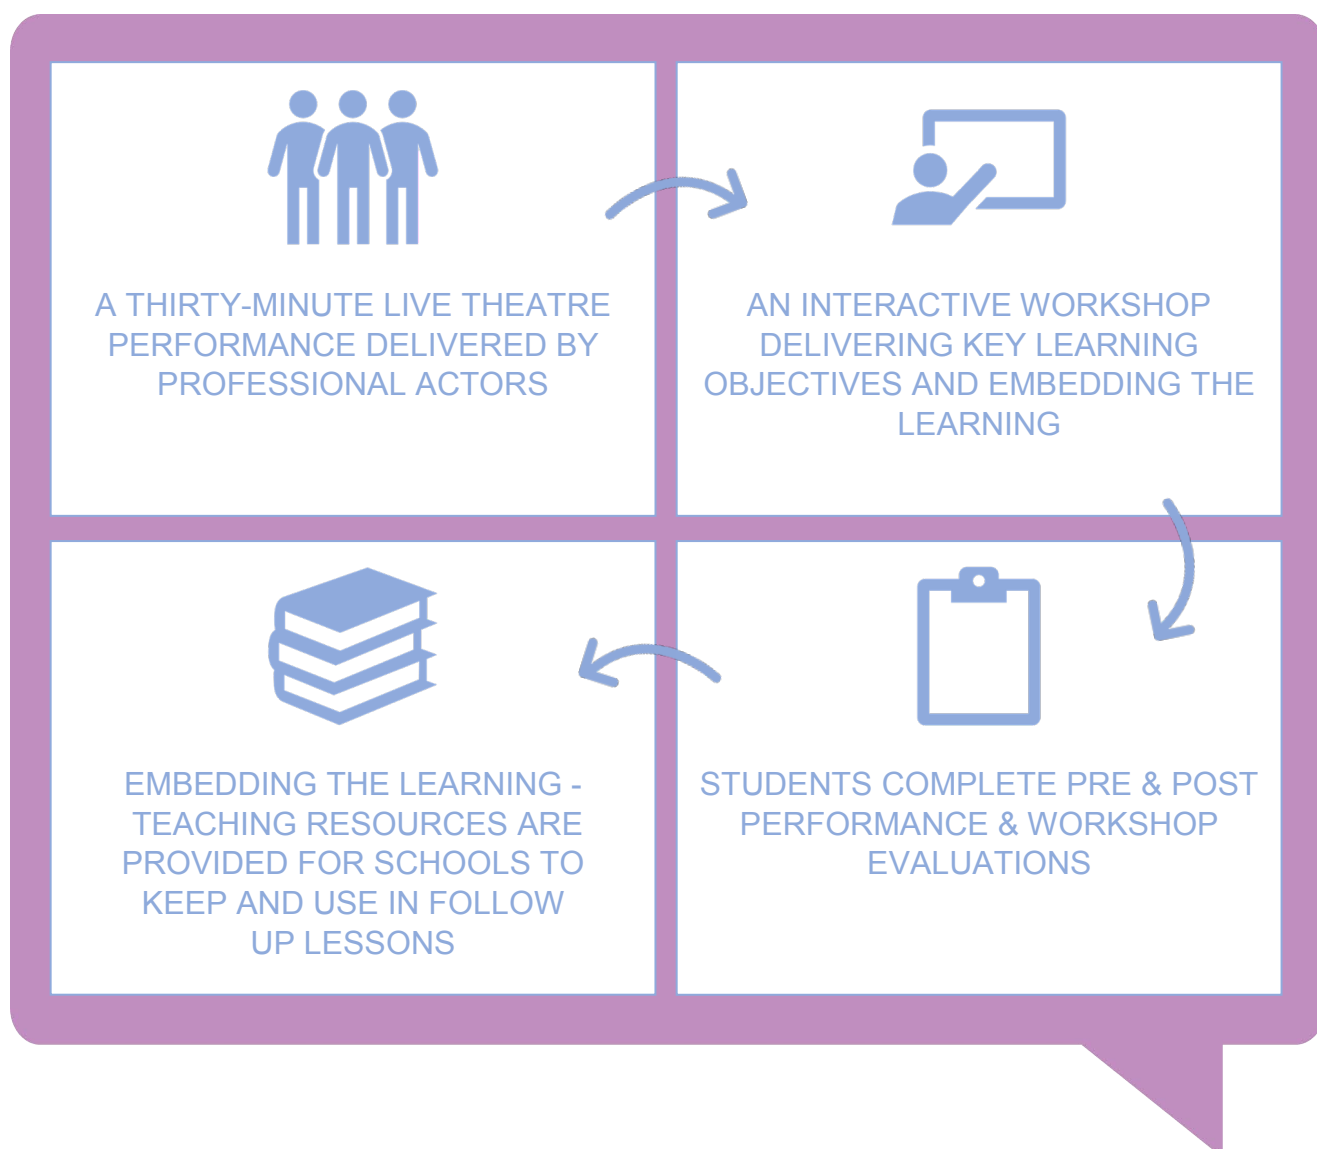 A THIRTY-MINUTE LIVE THEATRE
PERFORMANCE DELIVERED BY
PROFESSIONAL ACTORS
AN INTERACTIVE WORKSHOP
DELIVERING KEY LEARNING
OBJECTIVES AND EMBEDDING THE
LEARNING
STUDENTS COMPLETE PRE & POST
PERFORMANCE & WORKSHOP
EVALUATIONS
EMBEDDING THE LEARNING -
TEACHING RESOURCES ARE
PROVIDED FOR SCHOOLS TO
KEEP AND USE IN FOLLOW
UP LESSONS